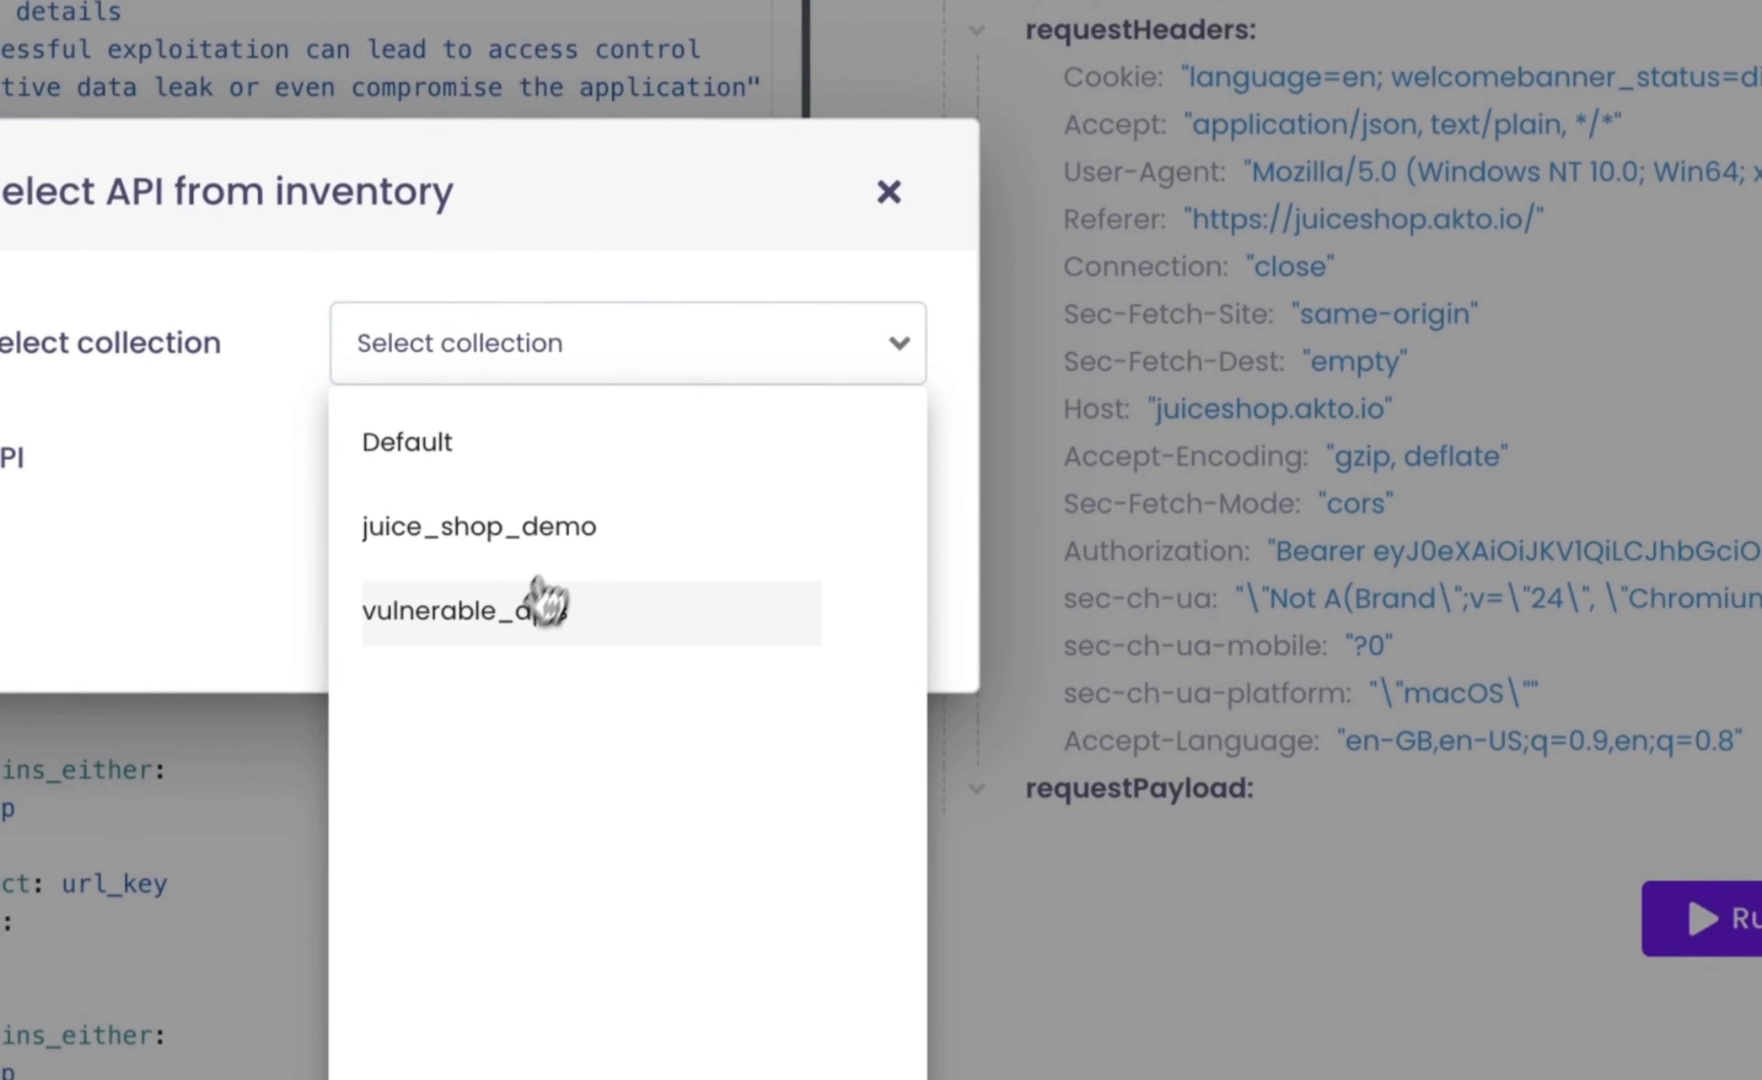 details
essful exploitation can lead to access control
tive data leak or even compromise the application"
elect API from inventory
elect collection
Select collection
PI
Default
juice_shop_demo
vulnerable_
ins_either:
p
ct: url_key
:
ins_either:
p
requestHeaders:
Cookie: "language=en; welcomebanner_status=di
Accept: "application/json, text/plain, */*"
User-Agent: "Mozilla/5.0 (Windows NT 10.0; Win64; x
Referer: "https://juiceshop.akto.io/"
Connection: "close"
Sec-Fetch-Site: "same-origin"
Sec-Fetch-Dest: "empty"
Host: "juiceshop.akto.io"
Accept-Encoding: "gzip, deflate"
Sec-Fetch-Mode: "cors"
Authorization: "Bearer eyJ0eXAiOiJKV1QiLCJhbGciO
sec-ch-ua: "\"Not A(Brand\";v=\"24\", \"Chromiun
sec-ch-ua-mobile: "?0"
sec-ch-ua-platform: "\"macOS\""
Accept-Language: "en-GB,en-US;q=0.9,en;q=0.8"
requestPayload:
Ru